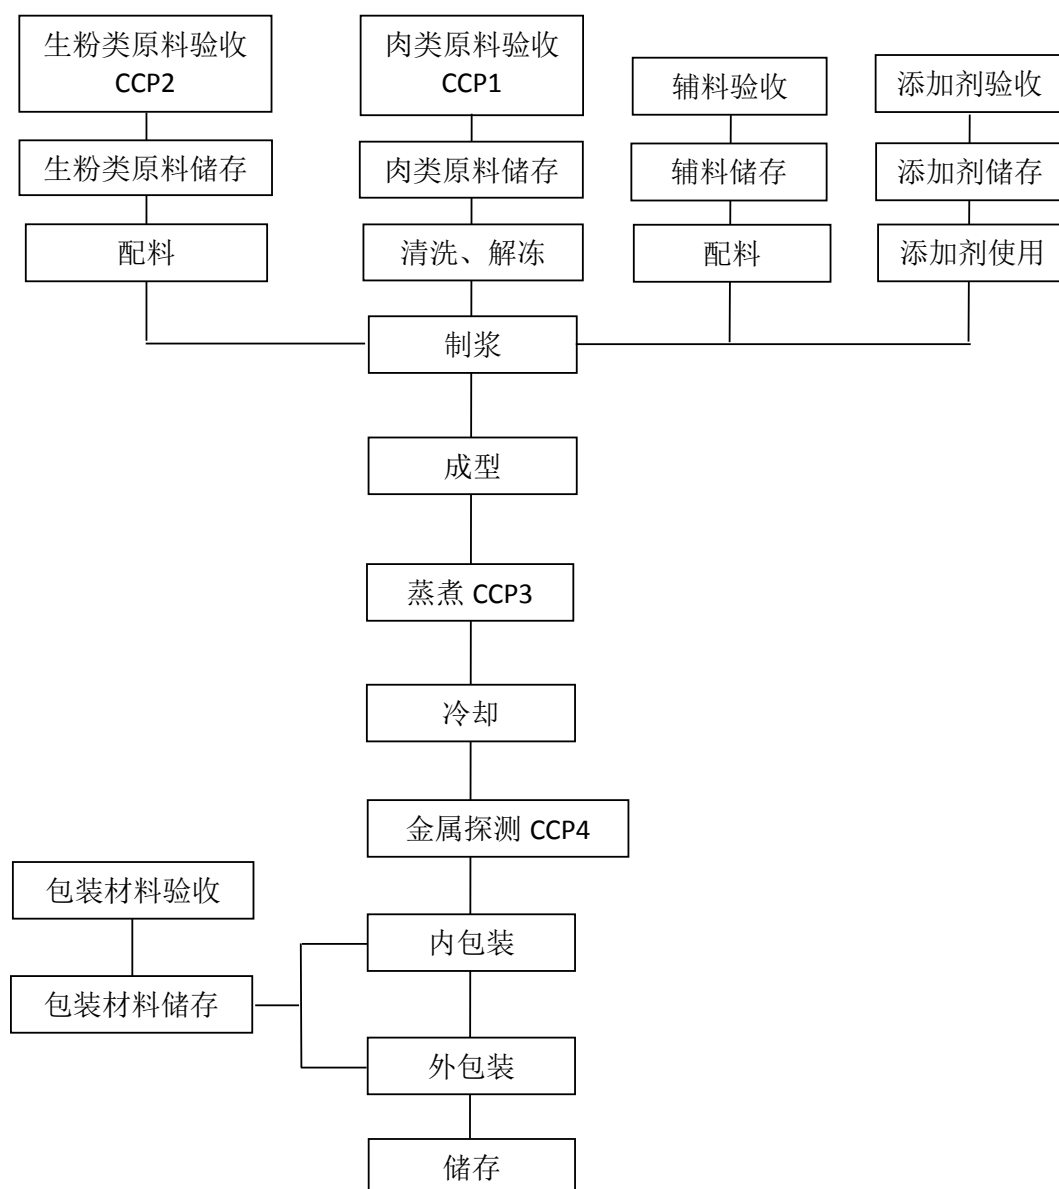 生粉类原料验收
CCP2
肉类原料验收
CCP1
辅料验收
添加剂验收
生粉类原料储存
肉类原料储存
辅料储存
添加剂储存
配料
清洗、解冻
配料
添加剂使用
制浆
成型
蒸煮 CCP3
冷却
金属探测 CCP4
包装材料验收
内包装
包装材料储存
外包装
储存